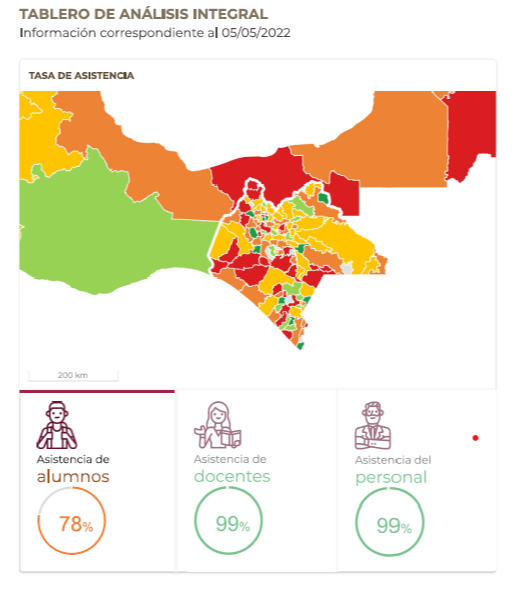 TABLERO DE ANÁLISIS INTEGRAL
Información correspondiente al 05/05/2022
TASA DE ASISTENCIA
200 km
Asistencia de
alumnos
78%
Asistencia de
docentes
99%
Asistencia del
personal
99%